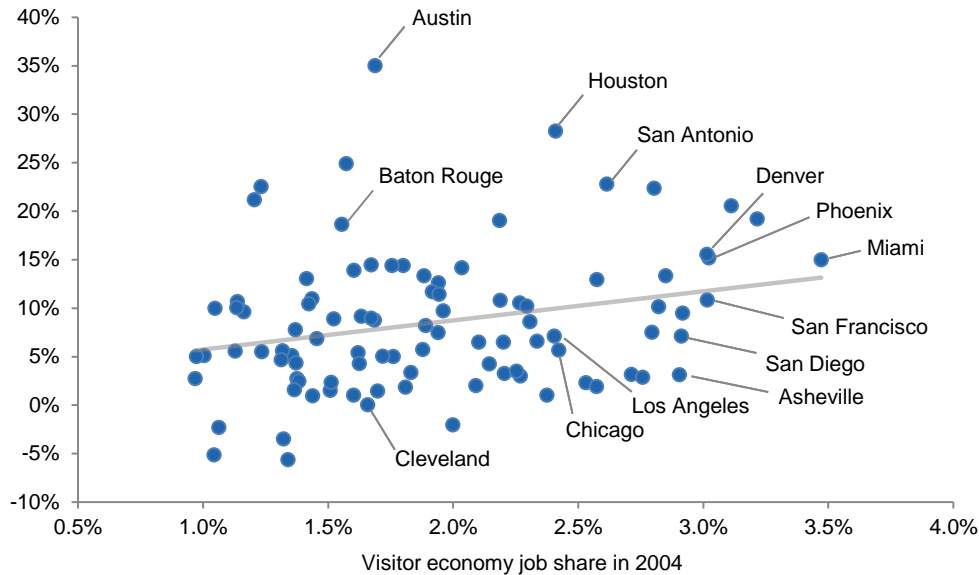 40%
Austin
35%
Houston
30%
San Antonio
25%
Denver
Baton Rouge
20%
Phoenix
Miami
15%
10%
San Francisco
5%
San Diego
Asheville
0%
Los Angeles
Chicago
Cleveland
-5%
-10%
0.5% 1.0% 1.5% 2.0% 2.5% 3.0% 3.5% 4.0%
Visitor economy job share in 2004